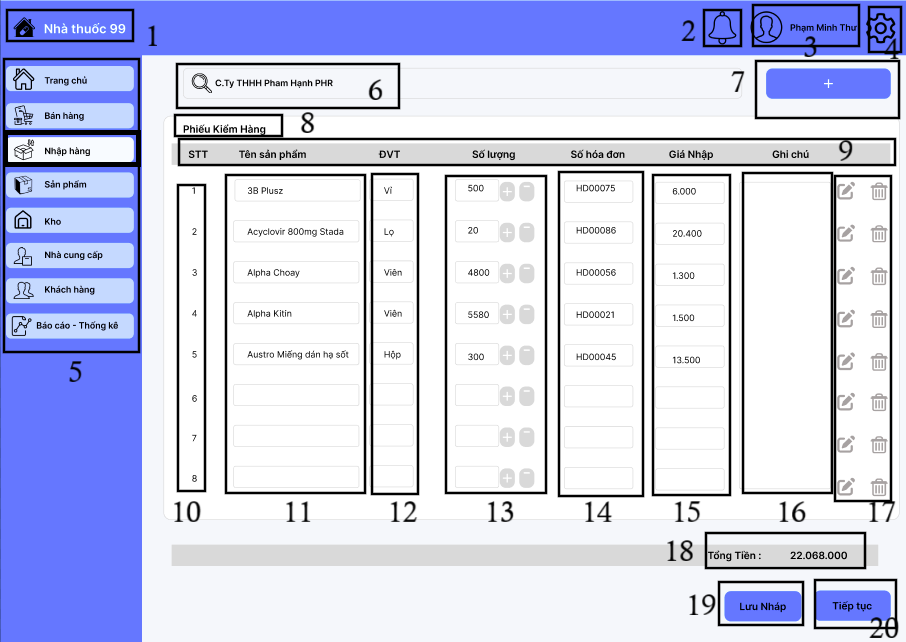 Nhà thuốc 99
1
2
Phạm Minh Thư
3
4
Trang chủ
Bán hàng
Nhập hàng
Sản phẩm
Kho
Nhà cung cấp
Khách hàng
Báo cáo - Thống kê
5
C.Ty THHH Pham Hạnh PHR
6
7
+
Phiếu Kiểm Hàng
8
STT Tên sản phẩm ĐVT Số lượng Số hóa đơn Giá Nhập Ghi chú 9
1 3B Plusz Ví 500 + - HD00075 6.000
2 Acyclovir 800mg Stada Lọ 20 + - HD00086 20.400
3 Alpha Choay Viên 4800 + - HD00056 1.300
4 Alpha Kitin Viên 5580 + - HD00021 1.500
5 Austro Miếng dán hạ sốt Hộp 300 + - HD00045 13.500
6 + -
7 + -
8 + -
10 11 12 13 14 15 16 17
18 Tổng Tiền : 22.068.000
19 Lưu Nháp Tiếp tục
20